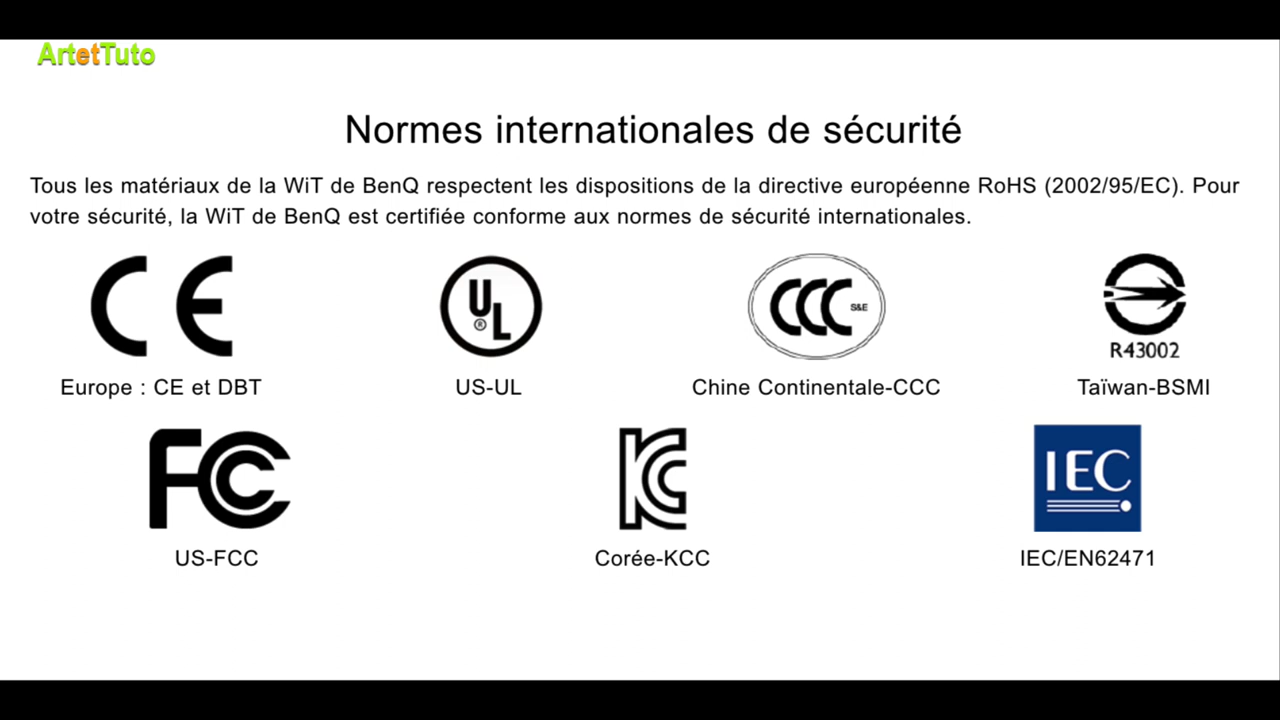 ArtetTuto
Normes internationales de sécurité
Tous les matériaux de la WiT de BenQ respectent les dispositions de la directive européenne RoHS (2002/95/EC). Pour
votre sécurité, la WiT de BenQ est certifiée conforme aux normes de sécurité internationales.
CE
UL ®
CCC S&E
R43002
Europe : CE et DBT
US-UL
Chine Continentale-CCC
Taïwan-BSMI
FCC
KC
IEC
US-FCC
Corée-KCC
IEC/EN62471